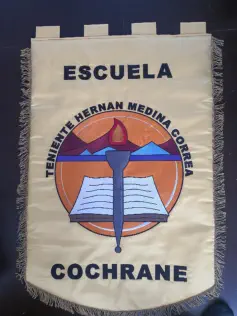 ESCUELA
TENIENTE HERNAN MEDINA CORREA
COCHRANE